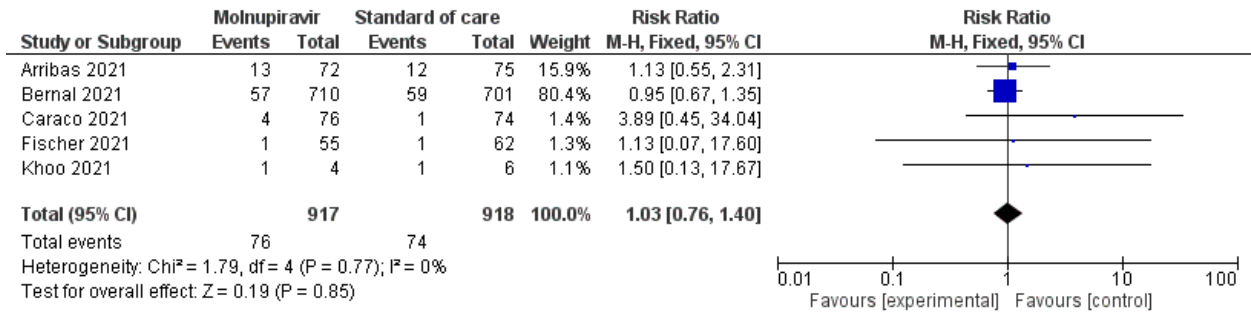 Molnupiravir Standard of care Risk Ratio Risk Ratio
Study or Subgroup Events Total Events Total Weight M-H, Fixed, 95% CI M-H, Fixed, 95% CI
Arribas 2021 13 72 12 75 15.9% 1.13 [0.55, 2.31]
Bernal 2021 57 710 59 701 80.4% 0.95 [0.67, 1.35]
Caraco 2021 4 76 1 74 1.4% 3.89 [0.45, 34.04]
Fischer 2021 1 55 1 62 1.3% 1.13 [0.07, 17.60]
Khoo 2021 1 4 1 6 1.1% 1.50 [0.13, 17.67]
Total (95% CI) 917 918 100.0% 1.03 [0.76, 1.40]
Total events 76 74
Heterogeneity: Chi² = 1.79, df = 4 (P = 0.77); I² = 0%
Test for overall effect: Z = 0.19 (P = 0.85)
0.01 0.1 1 10 100
Favours [experimental] Favours [control]